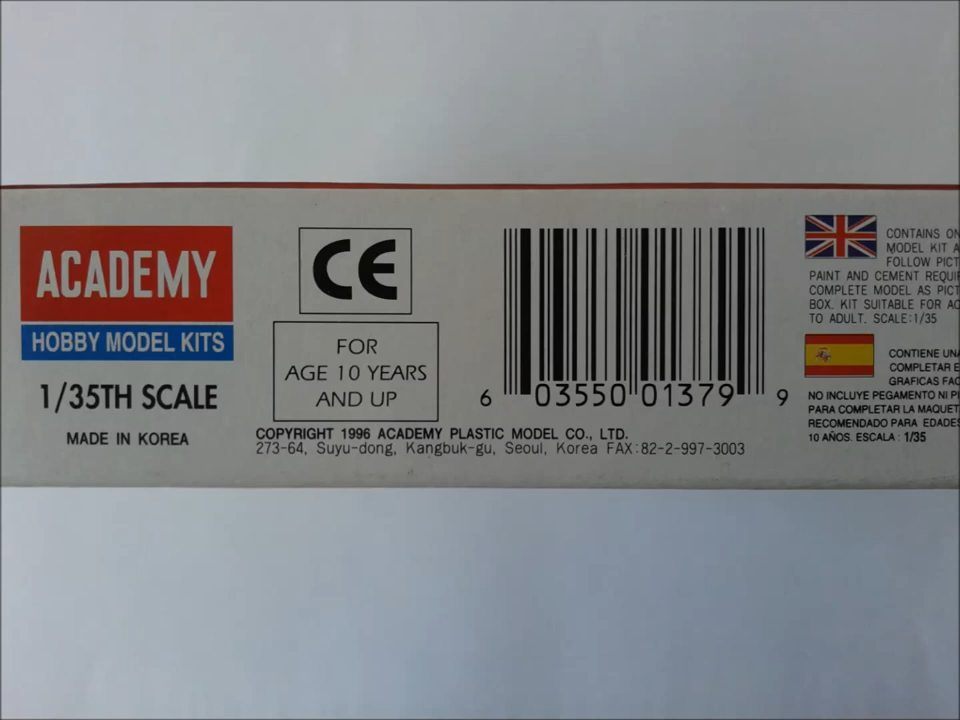 ACADEMY
HOBBY MODEL KITS
1/35TH SCALE
MADE IN KOREA
CE
FOR
AGE 10 YEARS
AND UP
COPYRIGHT 1996 ACADEMY PLASTIC MODEL CO., LTD.
273-64, Suyu-dong, Kangbuk-gu, Seoul, Korea FAX:82-2-997-3003
6 03550 01379 9
CONTAINS
MODEL KIT
FOLLOW
PAINT AND CEMENT
COMPLETE MODEL AS
BOX. KIT SUITABLE FOR
TO ADULT. SCALE:1/35
CONTIENE
COMPLETAR
GRAFICAS
NO INCLUYE PEGAMENTO NI
PARA COMPLETAR LA
RECOMENDADO PARA
10 AÑOS. ESCALA : 1/35